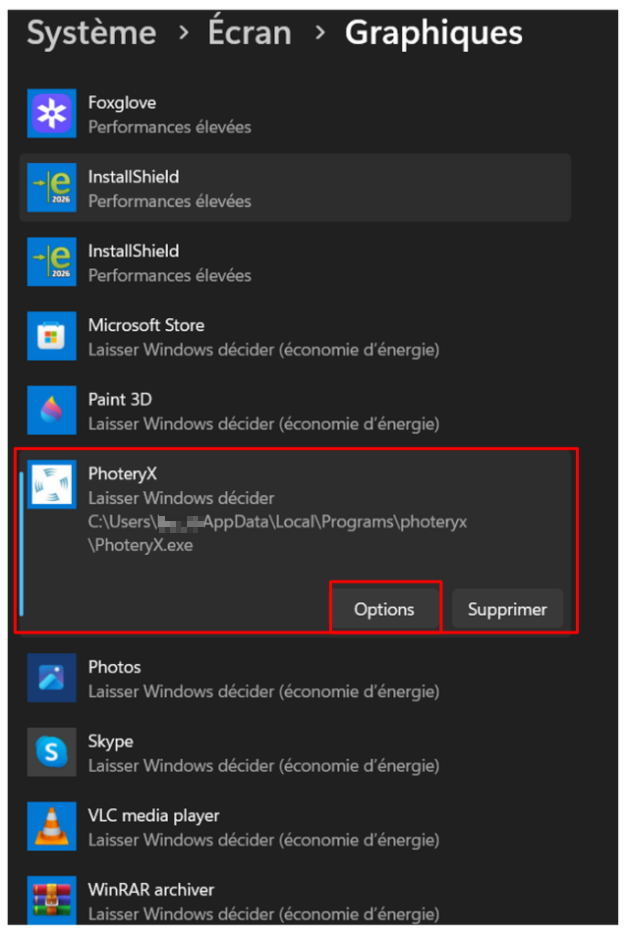 Système > Écran > Graphiques
Foxglove
Performances élevées
e
2026
InstallShield
Performances élevées
e
2026
InstallShield
Performances élevées
Microsoft Store
Laisser Windows décider (économie d'énergie)
Paint 3D
Laisser Windows décider (économie d'énergie)
PhoteryX
Laisser Windows décider
C:\Users\ AppData\Local\Programs\photeryx
\PhoteryX.exe
Options
Supprimer
Photos
Laisser Windows décider (économie d'énergie)
S
Skype
Laisser Windows décider (économie d'énergie)
VLC media player
Laisser Windows décider (économie d'énergie)
WinRAR archiver
Laisser Windows décider (économie d'énergie)